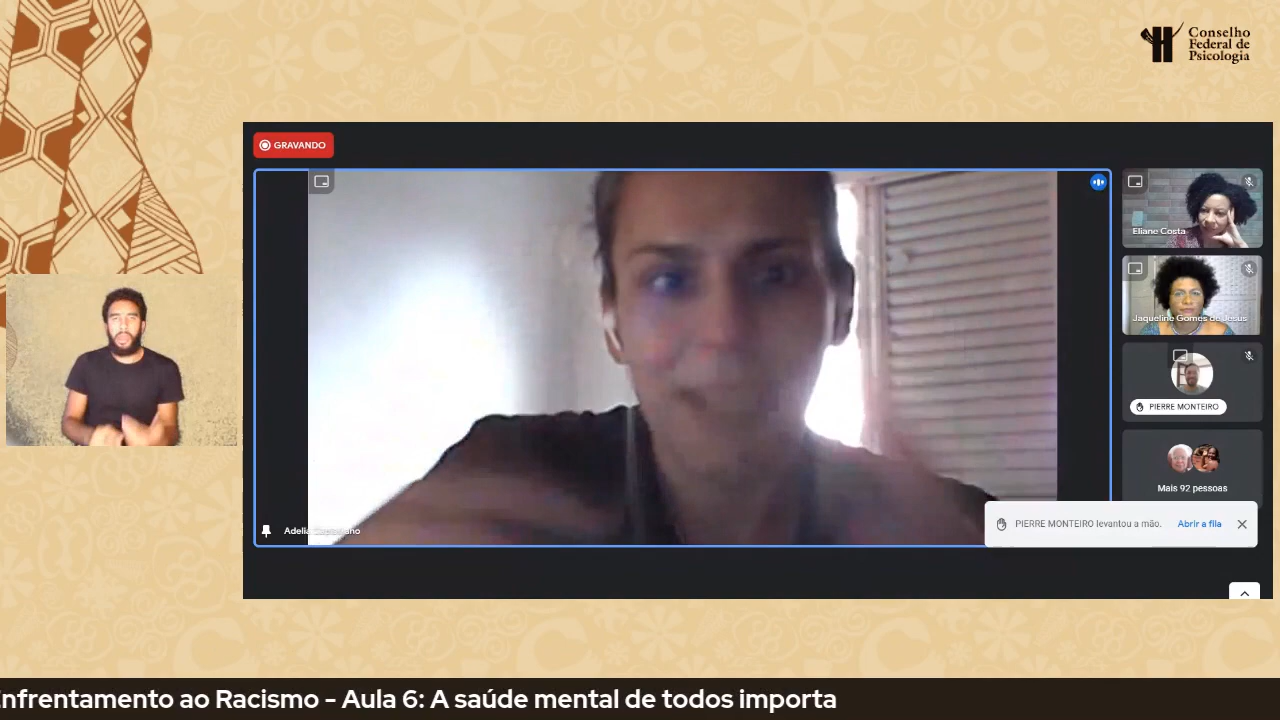 Conselho
Federal de
Psicologia
GRAVANDO
Eliane Costa
Jaqueline Gomes de Jesus
PIERRE MONTEIRO
Mais 92 pessoas
PIERRE MONTEIRO levantou a mão.
Abrir a fila
nfrentamento ao Racismo - Aula 6: A saúde mental de todos importa